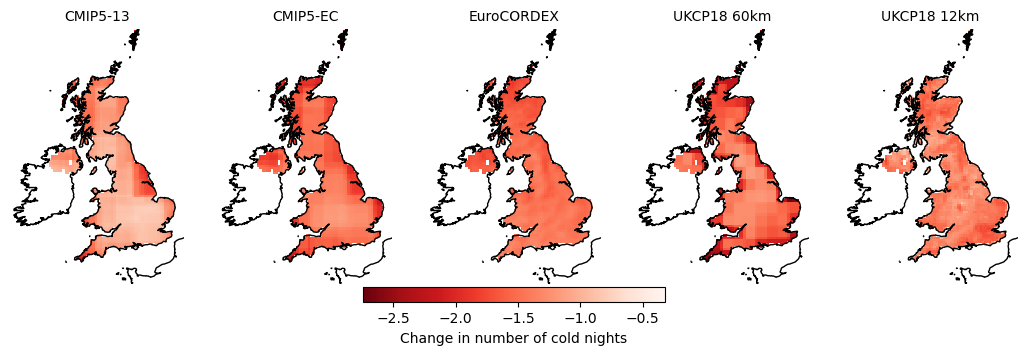 CMIP5-13 CMIP5-EC EuroCORDEX UKCP18 60km UKCP18 12km
−2.5 −2.0 −1.5 −1.0 −0.5
Change in number of cold nights